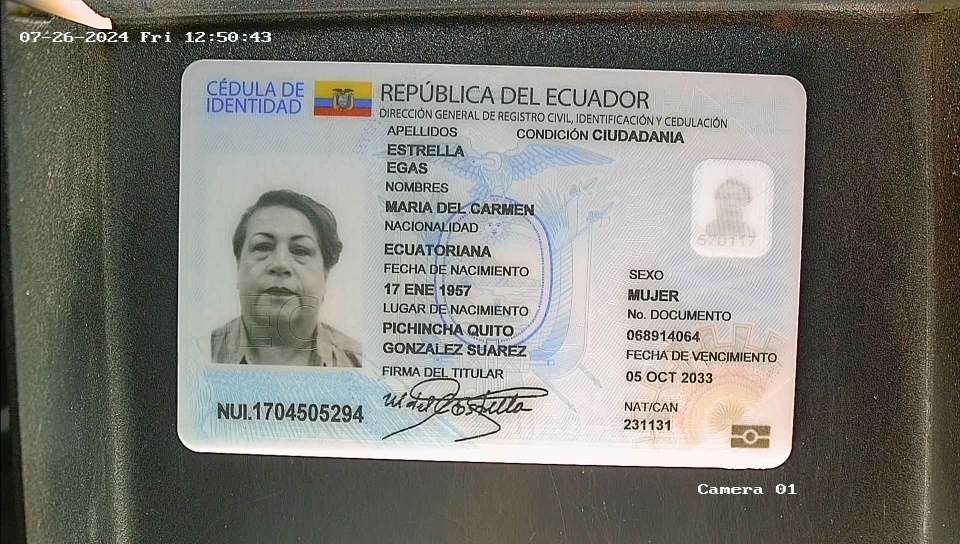 07-26-2024 Fri 12:50:43
CÉDULA DE
IDENTIDAD
REPÚBLICA DEL ECUADOR
DIRECCIÓN GENERAL DE REGISTRO CIVIL, IDENTIFICACIÓN Y CEDULACIÓN
APELLIDOS
CONDICIÓN CIUDADANIA
ESTRELLA
EGAS
NOMBRES
MARIA DEL CARMEN
NACIONALIDAD
ECUATORIANA
FECHA DE NACIMIENTO
17 ENE 1957
LUGAR DE NACIMIENTO
PICHINCHA QUITO
GONZALEZ SUAREZ
FIRMA DEL TITULAR
SEXO
MUJER
No. DOCUMENTO
068914064
FECHA DE VENCIMIENTO
05 OCT 2033
NAT/CAN
231131
NUI.1704505294
Camera 01